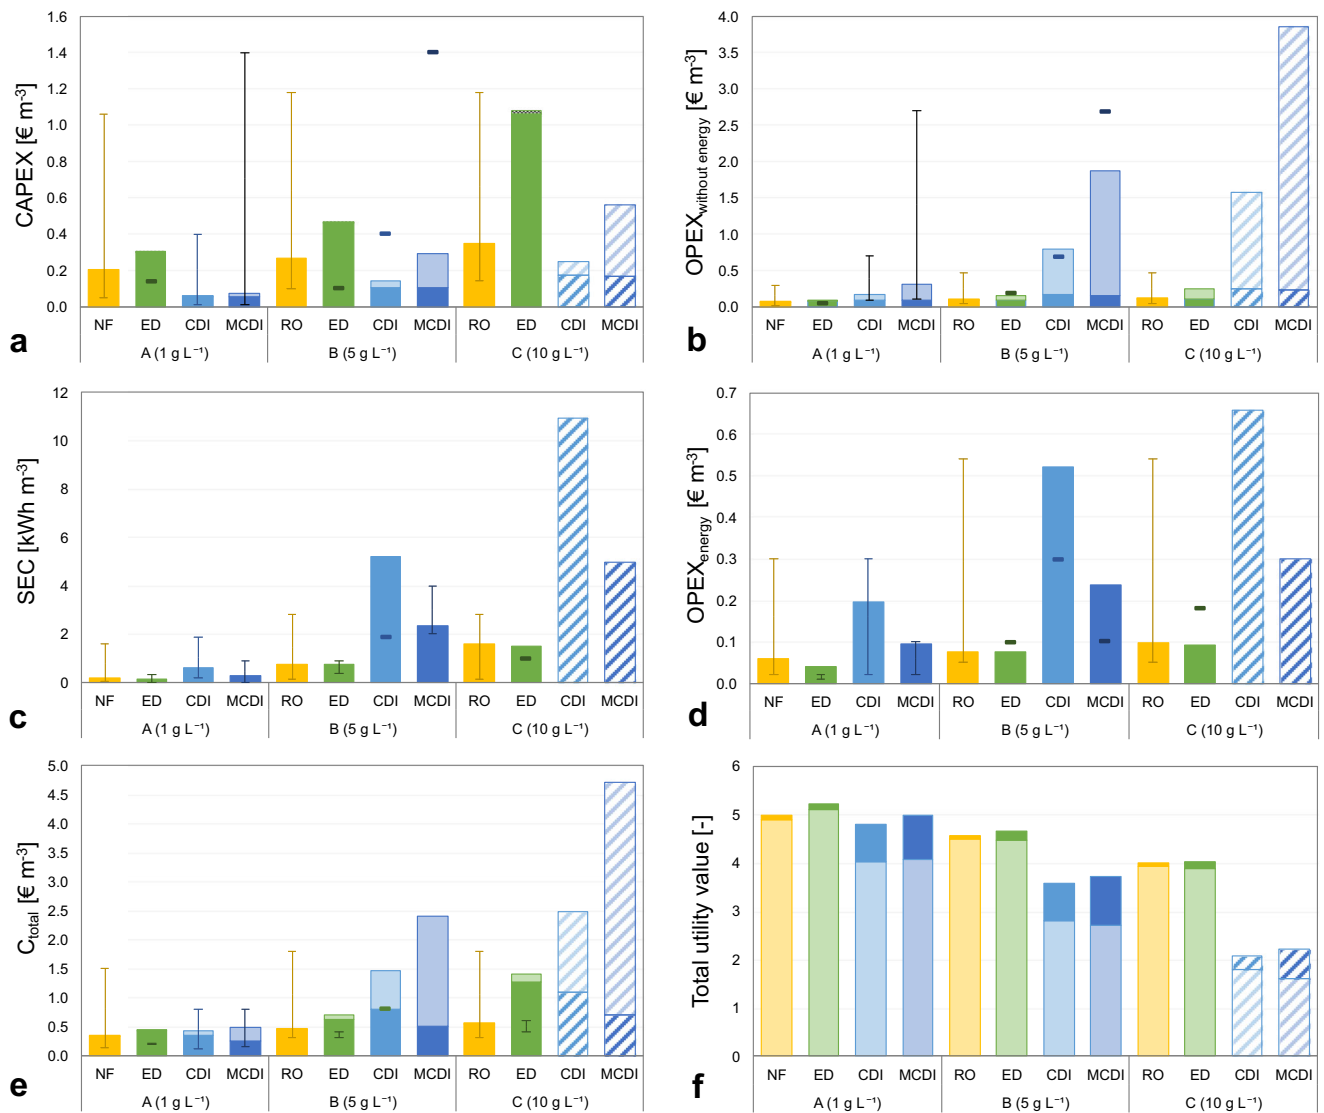 CAPEX [€ m⁻³]
1.6
1.4
1.2
1.0
0.8
0.6
0.4
0.2
0.0
NF ED CDI MCDI RO ED CDI MCDI RO ED CDI MCDI
A (1 g L⁻¹) B (5 g L⁻¹) C (10 g L⁻¹)
a
OPEX without energy [€ m⁻³]
4.0
3.5
3.0
2.5
2.0
1.5
1.0
0.5
0.0
NF ED CDI MCDI RO ED CDI MCDI RO ED CDI MCDI
A (1 g L⁻¹) B (5 g L⁻¹) C (10 g L⁻¹)
b
SEC [kWh m⁻³]
12
10
8
6
4
2
0
NF ED CDI MCDI RO ED CDI MCDI RO ED CDI MCDI
A (1 g L⁻¹) B (5 g L⁻¹) C (10 g L⁻¹)
c
OPEX energy [€ m⁻³]
0.7
0.6
0.5
0.4
0.3
0.2
0.1
0.0
NF ED CDI MCDI RO ED CDI MCDI RO ED CDI MCDI
A (1 g L⁻¹) B (5 g L⁻¹) C (10 g L⁻¹)
d
C total [€ m⁻³]
5.0
4.5
4.0
3.5
3.0
2.5
2.0
1.5
1.0
0.5
0.0
NF ED CDI MCDI RO ED CDI MCDI RO ED CDI MCDI
A (1 g L⁻¹) B (5 g L⁻¹) C (10 g L⁻¹)
e
Total utility value [-]
6
5
4
3
2
1
0
NF ED CDI MCDI RO ED CDI MCDI RO ED CDI MCDI
A (1 g L⁻¹) B (5 g L⁻¹) C (10 g L⁻¹)
f